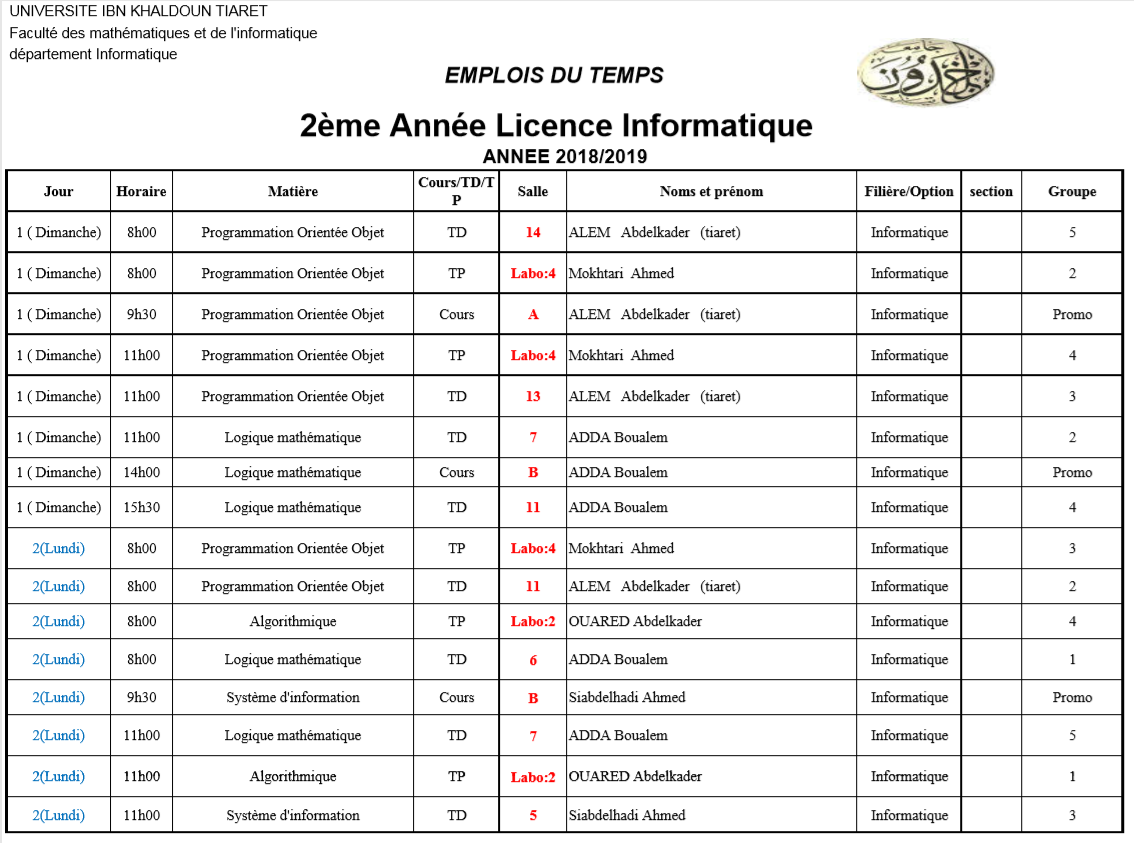 UNIVERSITE IBN KHALDOUN TIARET
Faculté des mathématiques et de l'informatique
département Informatique
EMPLOIS DU TEMPS
جامعة
ابن خلدون
2ème Année Licence Informatique
ANNEE 2018/2019
Jour Horaire Matière Cours/TD/T P Salle Noms et prénom Filière/Option section Groupe
1 ( Dimanche) 8h00 Programmation Orientée Objet TD 14 ALEM Abdelkader (tiaret) Informatique 5
1 ( Dimanche) 8h00 Programmation Orientée Objet TP Labo:4 Mokhtari Ahmed Informatique 2
1 ( Dimanche) 9h30 Programmation Orientée Objet Cours A ALEM Abdelkader (tiaret) Informatique Promo
1 ( Dimanche) 11h00 Programmation Orientée Objet TP Labo:4 Mokhtari Ahmed Informatique 4
1 ( Dimanche) 11h00 Programmation Orientée Objet TD 13 ALEM Abdelkader (tiaret) Informatique 3
1 ( Dimanche) 11h00 Logique mathématique TD 7 ADDA Boualem Informatique 2
1 ( Dimanche) 14h00 Logique mathématique Cours B ADDA Boualem Informatique Promo
1 ( Dimanche) 15h30 Logique mathématique TD 11 ADDA Boualem Informatique 4
2(Lundi) 8h00 Programmation Orientée Objet TP Labo:4 Mokhtari Ahmed Informatique 3
2(Lundi) 8h00 Programmation Orientée Objet TD 11 ALEM Abdelkader (tiaret) Informatique 2
2(Lundi) 8h00 Algorithmique TP Labo:2 OUARED Abdelkader Informatique 4
2(Lundi) 8h00 Logique mathématique TD 6 ADDA Boualem Informatique 1
2(Lundi) 9h30 Système d'information Cours B Siabdelhadi Ahmed Informatique Promo
2(Lundi) 11h00 Logique mathématique TD 7 ADDA Boualem Informatique 5
2(Lundi) 11h00 Algorithmique TP Labo:2 OUARED Abdelkader Informatique 1
2(Lundi) 11h00 Système d'information TD 5 Siabdelhadi Ahmed Informatique 3